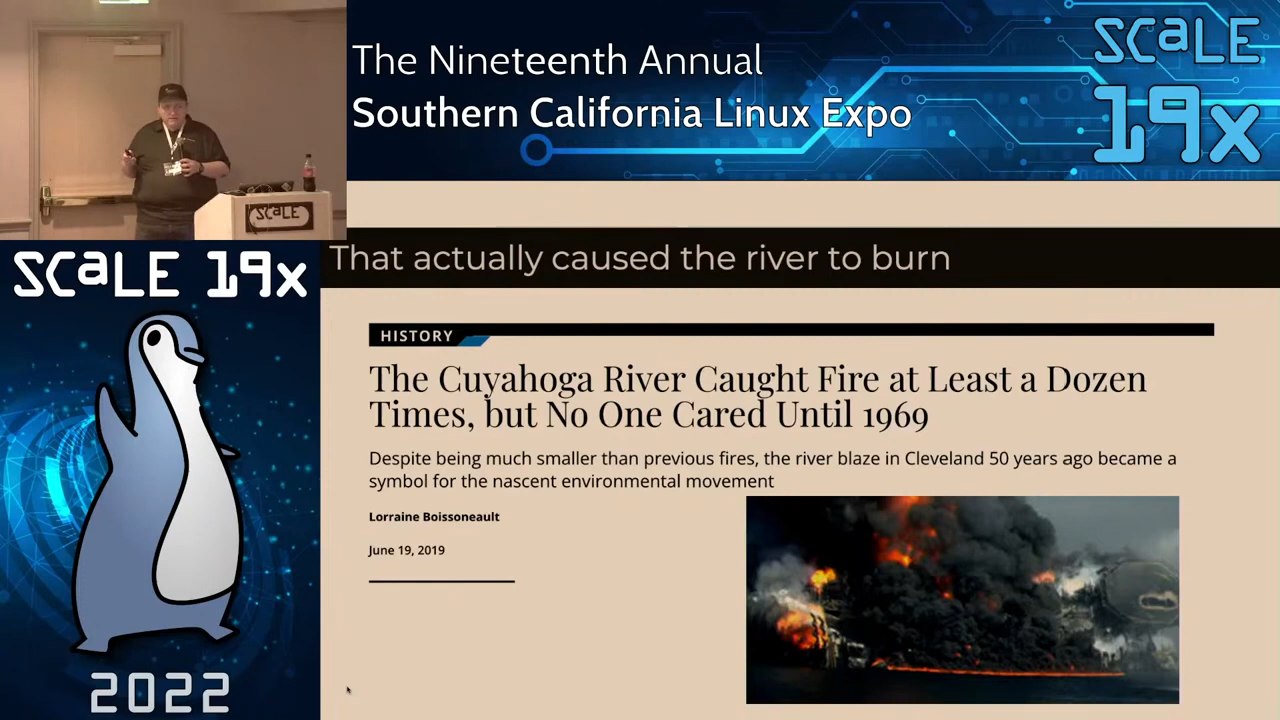 The Nineteenth Annual
Southern California Linux Expo
SCaLE
19x
SCaLE
SCaLE 19x
2022
That actually caused the river to burn
HISTORY
The Cuyahoga River Caught Fire at Least a Dozen
Times, but No One Cared Until 1969
Despite being much smaller than previous fires, the river blaze in Cleveland 50 years ago became a
symbol for the nascent environmental movement
Lorraine Boissoneault
June 19, 2019